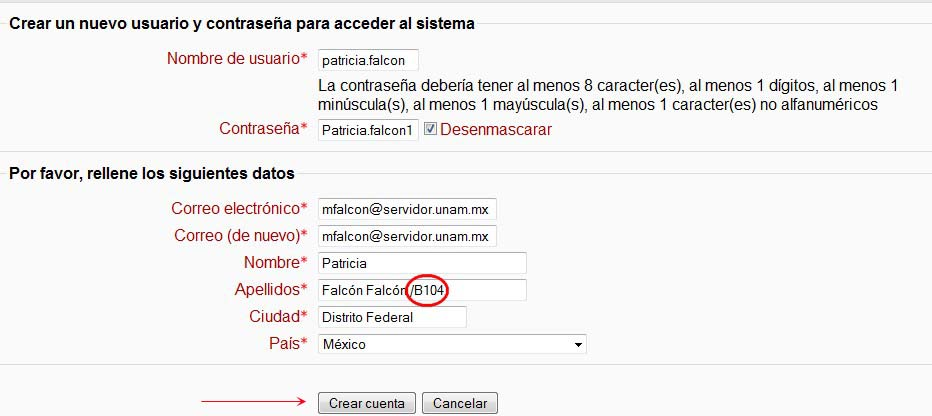 Crear un nuevo usuario y contraseña para acceder al sistema
Nombre de usuario* patricia.falcon
La contraseña debería tener al menos 8 caracter(es), al menos 1 dígitos, al menos 1
minúscula(s), al menos 1 mayúscula(s), al menos 1 caracter(es) no alfanuméricos
Contraseña* Patricia.falcon1 Desenmascarar
Por favor, rellene los siguientes datos
Correo electrónico* mfalcon@servidor.unam.mx
Correo (de nuevo)* mfalcon@servidor.unam.mx
Nombre* Patricia
Apellidos* Falcón Falcón /B104
Ciudad* Distrito Federal
País* México
Crear cuenta Cancelar